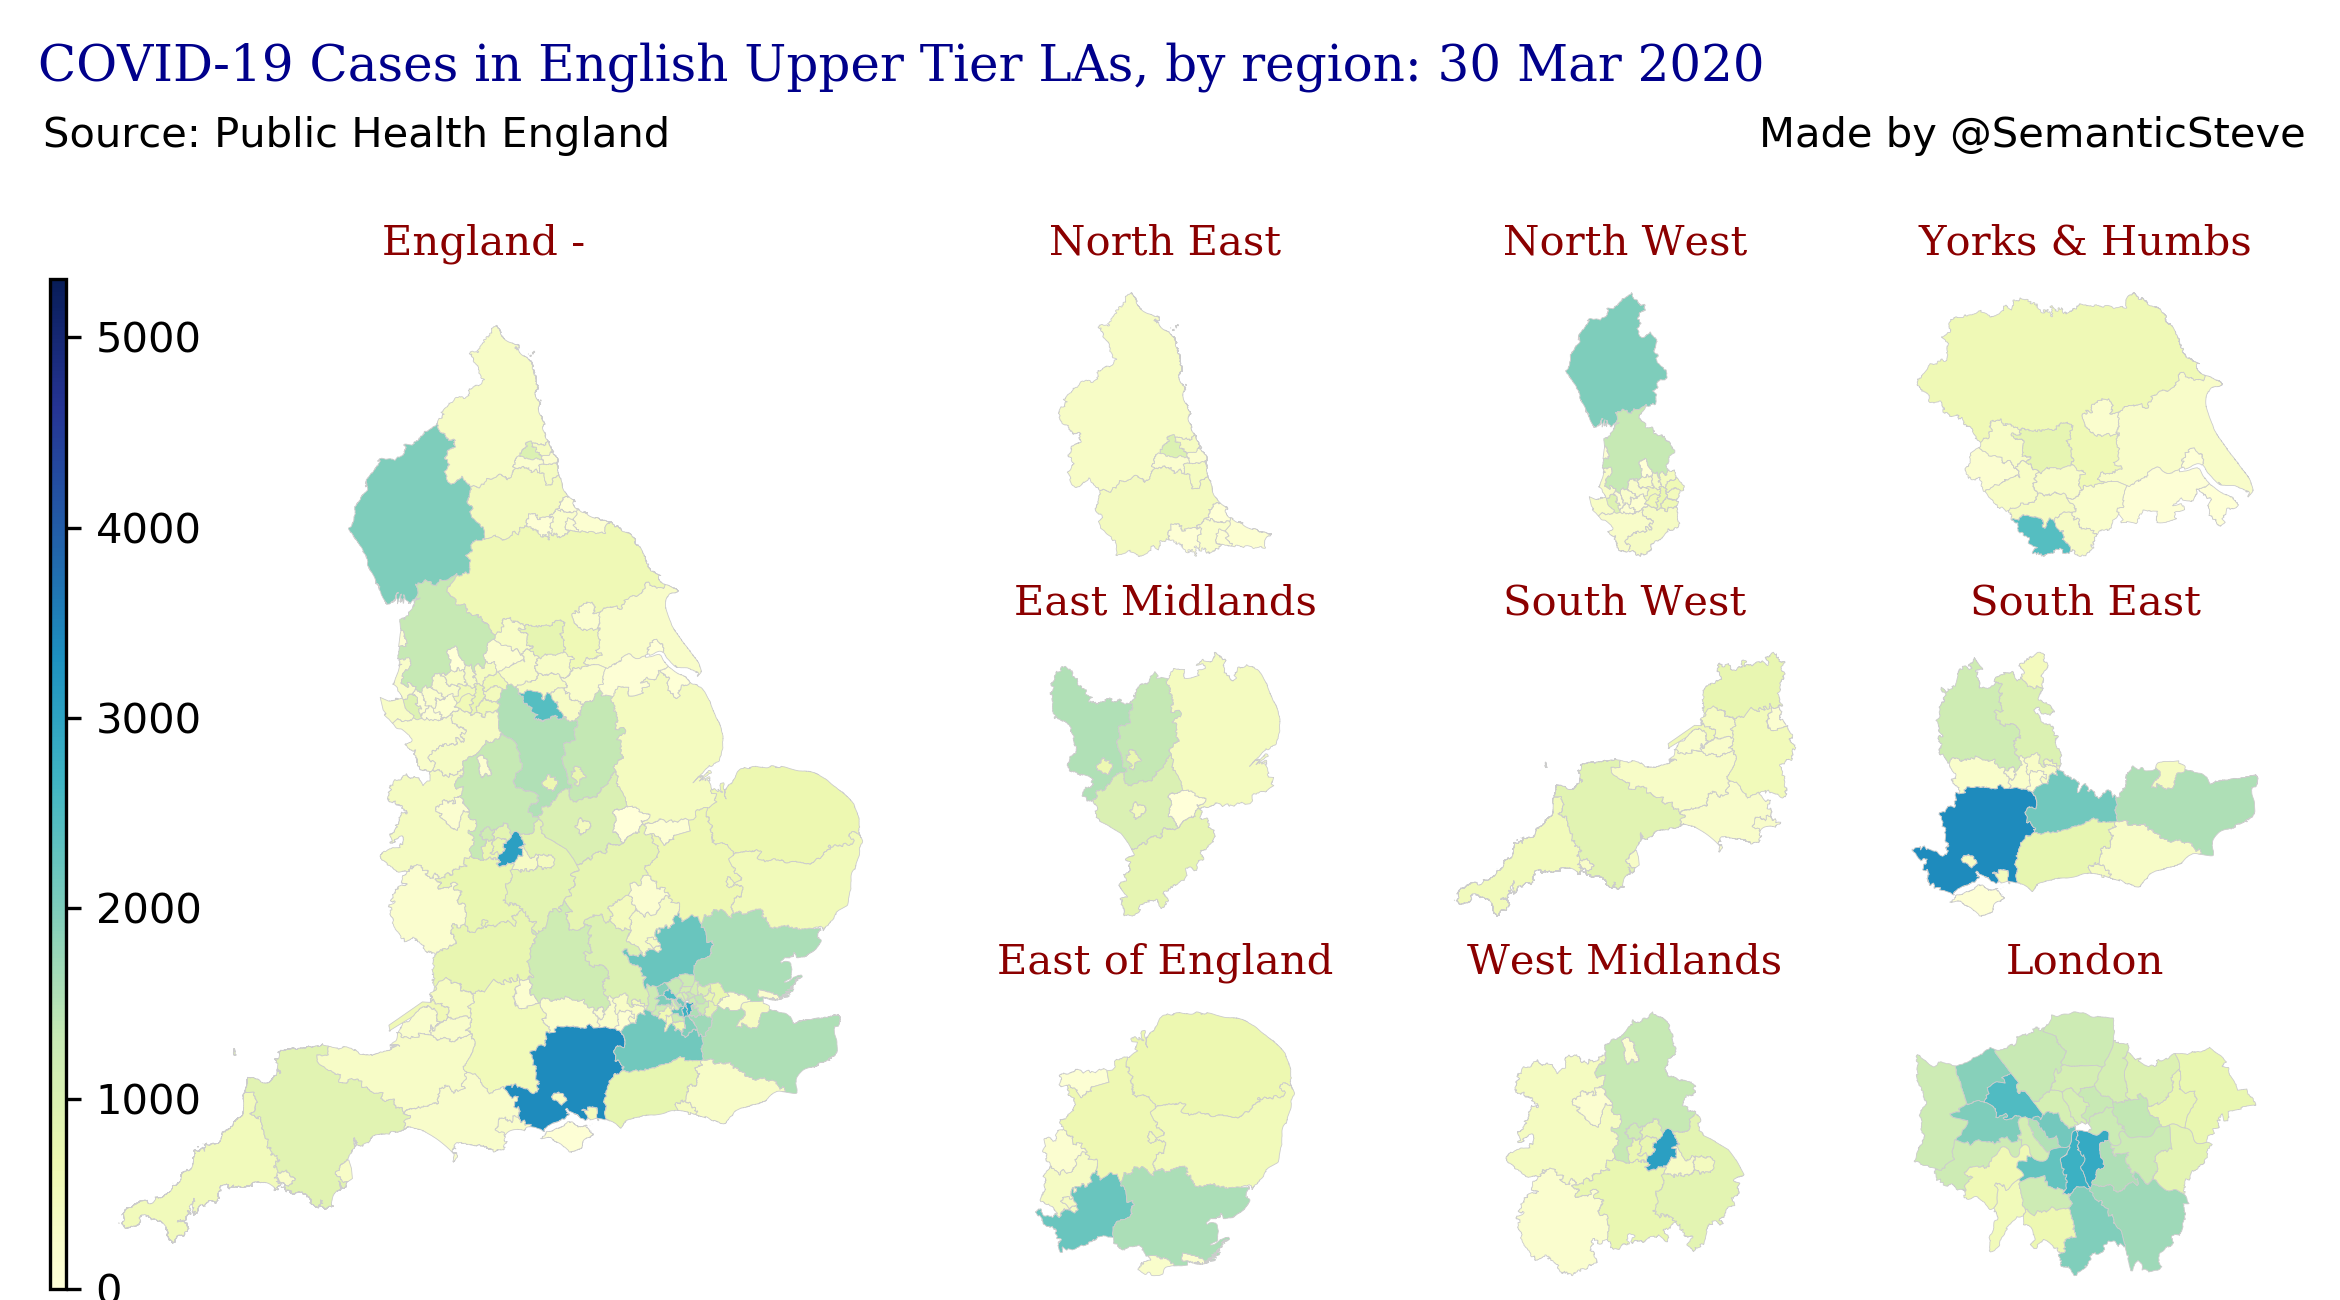 COVID-19 Cases in English Upper Tier LAs, by region: 30 Mar 2020
Source: Public Health England
Made by @SemanticSteve
England -
North East
North West
Yorks & Humbs
5000
4000
3000
2000
1000
0
East Midlands
South West
South East
East of England
West Midlands
London